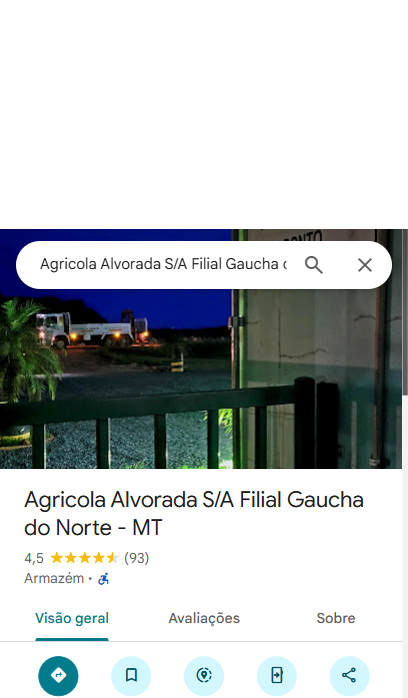 PONTO
Agricola Alvorada S/A Filial Gaucha
Agricola Alvorada S/A Filial Gaucha
do Norte - MT
4,5 (93)
Armazém ·
Visão geral Avaliações Sobre